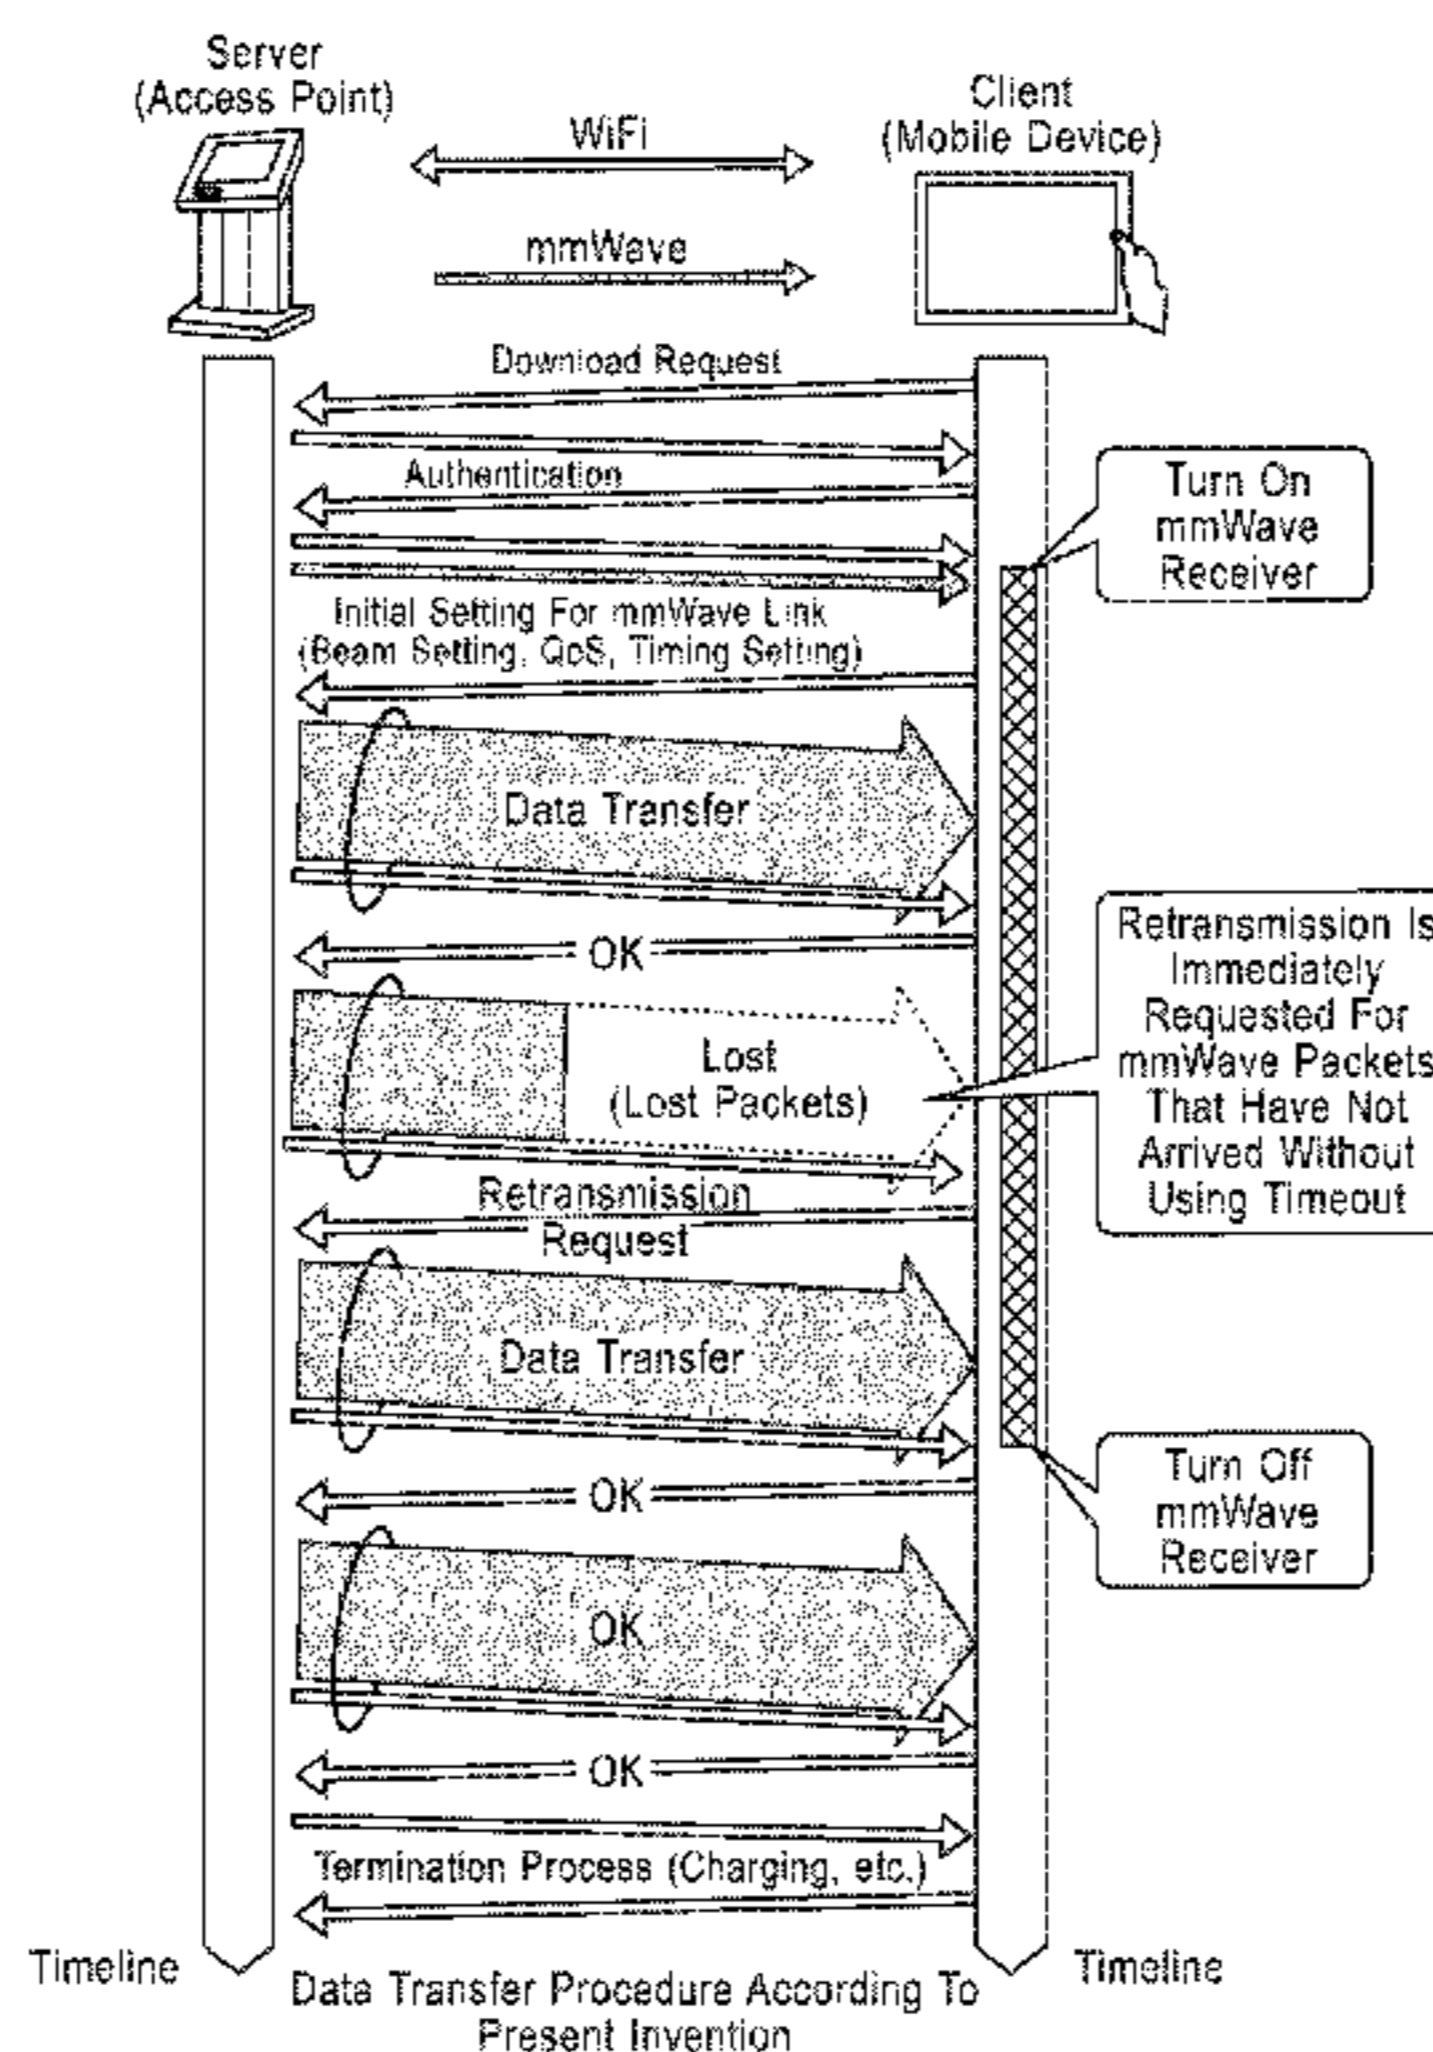 Server
(Access Point)
WiFi
Client
(Mobile Device)
mmWave
Download Request
Authentication
Turn On
mmWave
Receiver
Initial Setting For mmWave Link
(Beam Setting, QoS, Timing Setting)
Data Transfer
OK
Retransmission Is
Immediately
Requested For
mmWave Packets
That Have Not
Arrived Without
Using Timeout
Lost
(Lost Packets)
Retransmission
Request
Data Transfer
OK
Turn Off
mmWave
Receiver
OK
OK
Termination Process (Charging, etc.)
Timeline
Timeline
Data Transfer Procedure According To
Present Invention